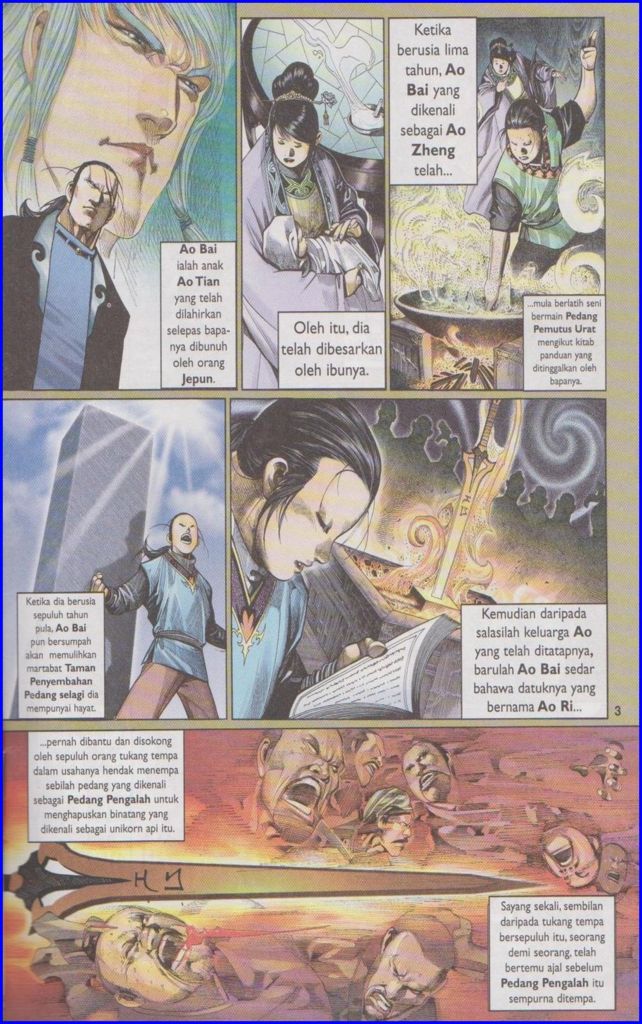 Ao Bai
ialah anak
Ao Tian
yang telah
dilahirkan
selepas bapa-
nya dibunuh
oleh orang
Jepun.
Oleh itu, dia
telah dibesarkan
oleh ibunya.
Ketika
berusia lima
tahun, Ao
Bai yang
dikenali
sebagai Ao
Zheng
telah...
...mula berlatih seni
bermain Pedang
Pemutus Urat
mengikut kitab
panduan yang
ditinggalkan oleh
bapanya.
Ketika dia berusia
sepuluh tahun
pula, Ao Bai
pun bersumpah
akan memulihkan
martabat Taman
Penyembahan
Pedang selagi dia
mempunyai hayat.
Kemudian daripada
salasilah keluarga Ao
yang telah ditatapnya,
barulah Ao Bai sedar
bahawa datuknya yang
bernama Ao Ri...
3
...pernah dibantu dan disokong
oleh sepuluh orang tukang tempa
dalam usahanya hendak menempa
sebilah pedang yang dikenali
sebagai Pedang Pengalah untuk
menghapuskan binatang yang
dikenali sebagai unikorn api itu.
Sayang sekali, sembilan
daripada tukang tempa
bersepuluh itu, seorang
demi seorang, telah
bertemu ajal sebelum
Pedang Pengalah itu
sempurna ditempa.